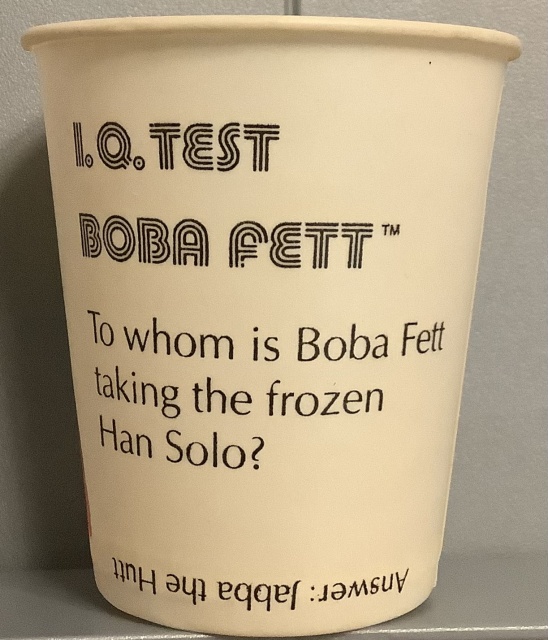 I.Q. TEST
BOBA FETT™
To whom is Boba Fett
taking the frozen
Han Solo?
Answer: Jabba the Hutt